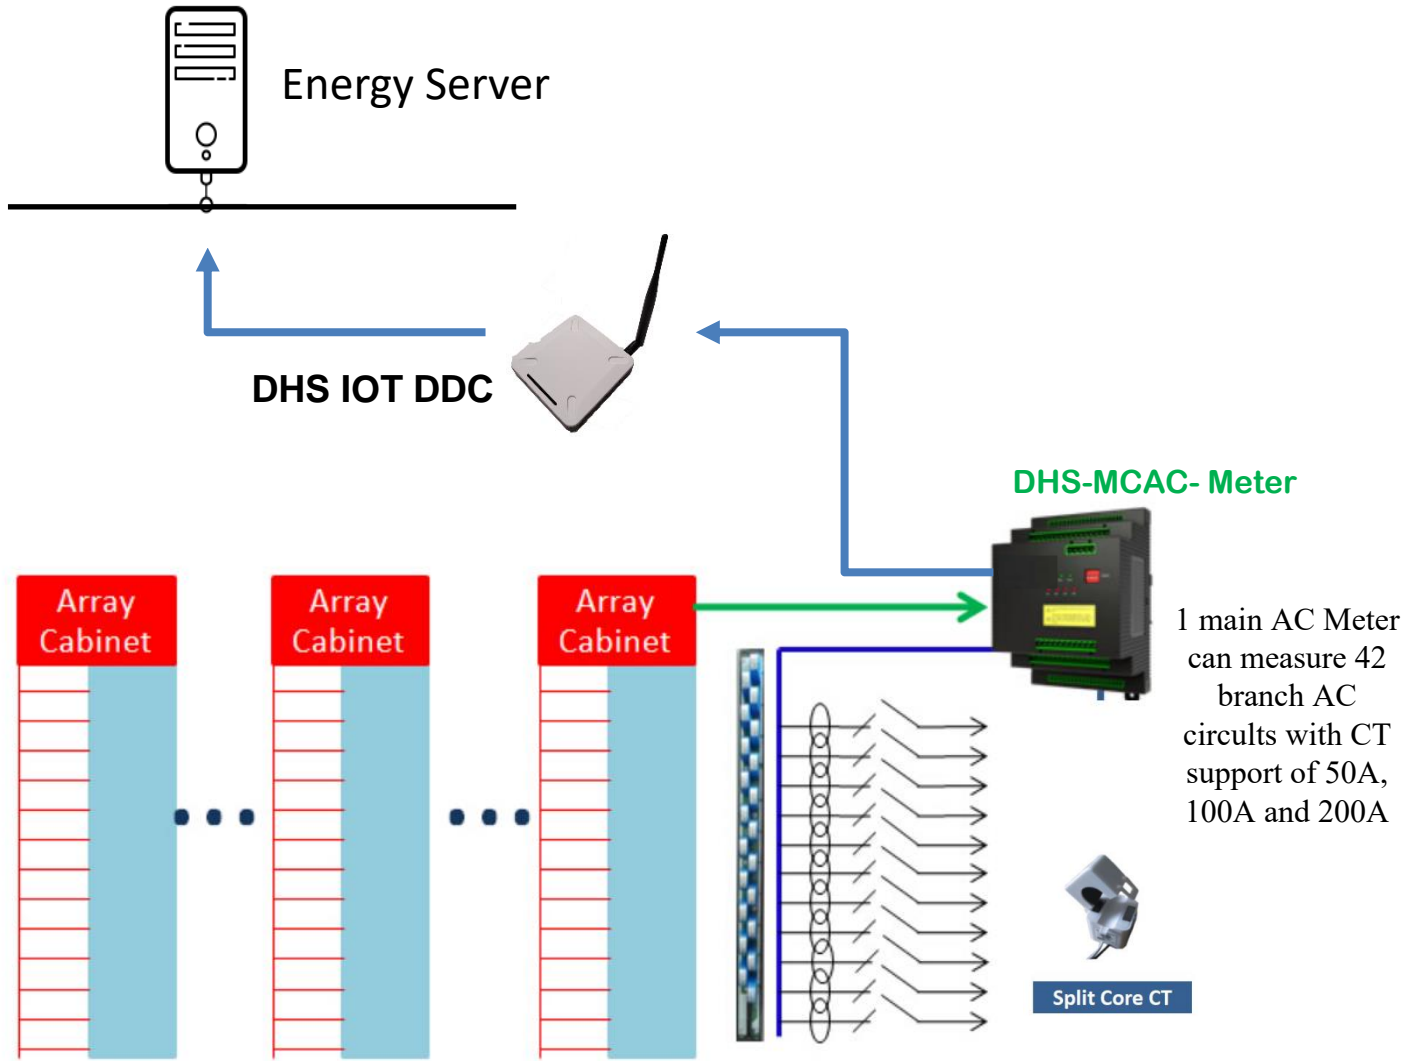 Energy Server
DHS IOT DDC
DHS-MCAC- Meter
Array
Cabinet
Array
Cabinet
Array
Cabinet
1 main AC Meter
can measure 42
branch AC
circults with CT
support of 50A,
100A and 200A
Split Core CT